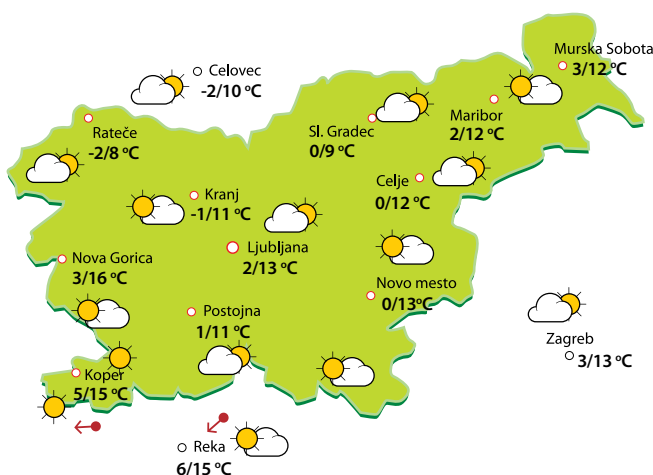 Murska Sobota
3/12 °C
Celovec
-2/10 °C
Maribor
2/12 °C
Sl. Gradec
0/9 °C
Rateče
-2/8 °C
Celje
0/12 °C
Kranj
-1/11 °C
Ljubljana
2/13 °C
Nova Gorica
3/16 °C
Novo mesto
0/13°C
Postojna
1/11 °C
Zagreb
3/13 °C
Koper
5/15 °C
Reka
6/15 °C